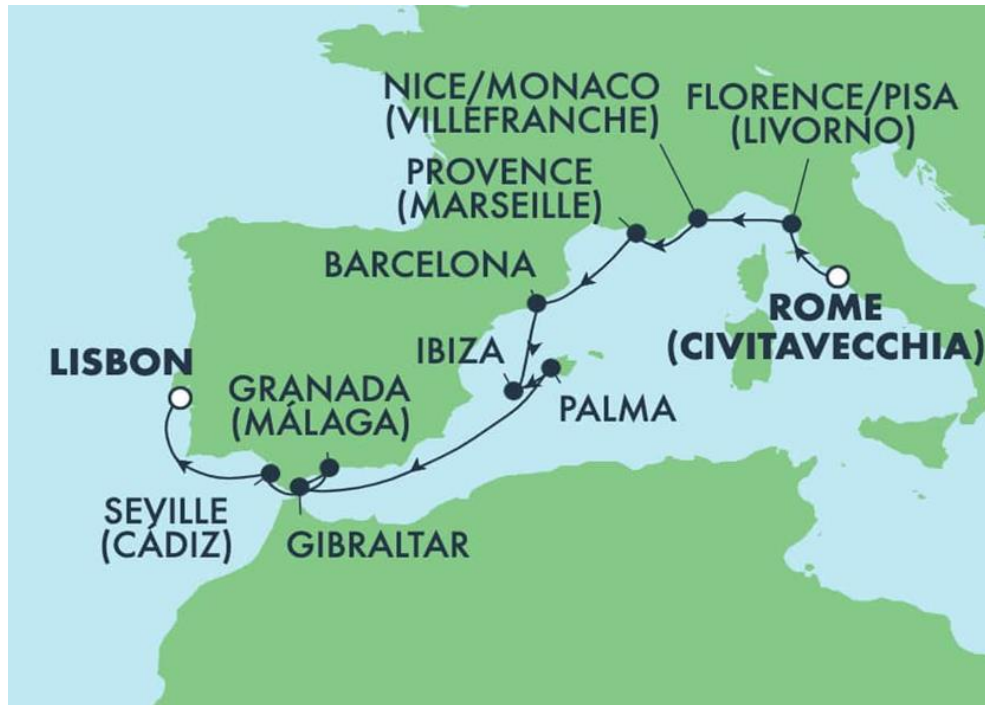 NICE/MONACO
(VILLEFRANCHE)
FLORENCE/PISA
(LIVORNO)
PROVENCE
(MARSEILLE)
BARCELONA
ROME
(CIVITAVECCHIA)
IBIZA
LISBON
GRANADA
(MÁLAGA)
PALMA
SEVILLE
(CÁDIZ)
GIBRALTAR